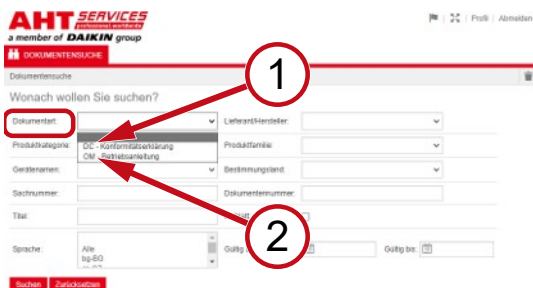 AHT SERVICES
professional worldwide
a member of DAIKIN group
Profil | Abmelden
DOKUMENTENSUCHE
Dokumentensuche
Wonach wollen Sie suchen?
Dokumentart: Lieferant/Hersteller:
Produktkategorie: DC - Konformitätserklärung Produktfamilie:
OM - Betriebsanleitung
Gerätenamen: Bestimmungsland:
Sachnummer: Dokumentennummer:
Titel:
Sprache: Alle Gültig Gültig bis:
bg-BG
Suchen Zurücksetzen
1
2